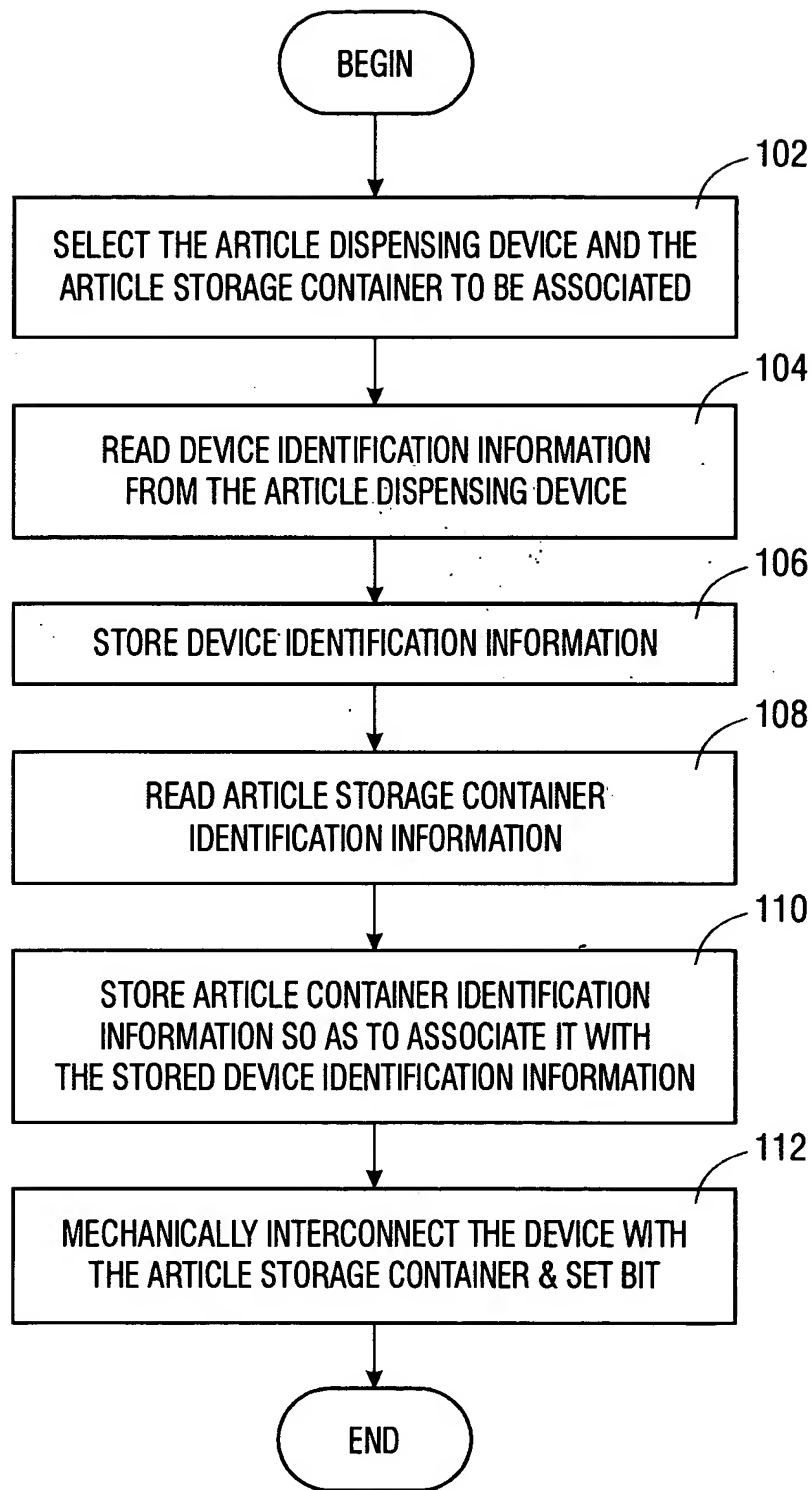 BEGIN
102
SELECT THE ARTICLE DISPENSING DEVICE AND THE
ARTICLE STORAGE CONTAINER TO BE ASSOCIATED
104
READ DEVICE IDENTIFICATION INFORMATION
FROM THE ARTICLE DISPENSING DEVICE
106
STORE DEVICE IDENTIFICATION INFORMATION
108
READ ARTICLE STORAGE CONTAINER
IDENTIFICATION INFORMATION
110
STORE ARTICLE CONTAINER IDENTIFICATION
INFORMATION SO AS TO ASSOCIATE IT WITH
THE STORED DEVICE IDENTIFICATION INFORMATION
112
MECHANICALLY INTERCONNECT THE DEVICE WITH
THE ARTICLE STORAGE CONTAINER & SET BIT
END